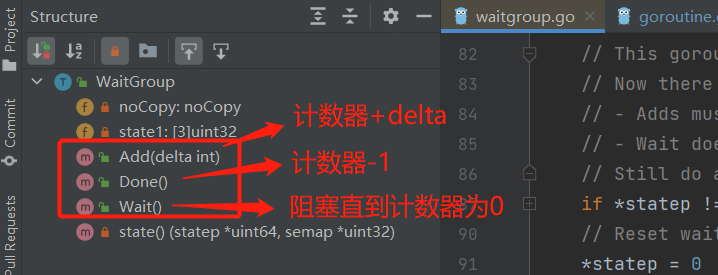 Project
Commit
Pull Requests
Structure
WaitGroup
noCopy: noCopy
state1: [3]uint32
Add(delta int)
Done()
Wait()
state() (statep *uint64, semap *uint32)
计数器+delta
计数器-1
阻塞直到计数器为0
waitgroup.go
goroutine.
82 // This gorou
83 // Now there
84 // - Adds mus
85 // - Wait doe
86 // Still do a
87 if *statep !=
90 // Reset wait
91 *statep = 0